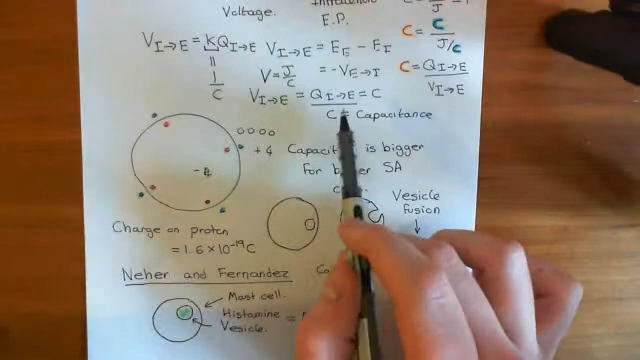 Voltage.
E.P.
V I→E = K Q I→E
V I→E = E E - E I
= - V E→I
|| 
1/C
V = J/C
V I→E = Q I→E / C
= C
C = Capacitance
C = C / J/C
C = Q I→E / V I→E
+4
-4
Capacit is bigger
For b er SA
Vesicle
fusion
Charge on proton
= 1.6 × 10⁻¹⁹ C
Neher and Fernandez
Mast cell.
Histamine
Vesicle.